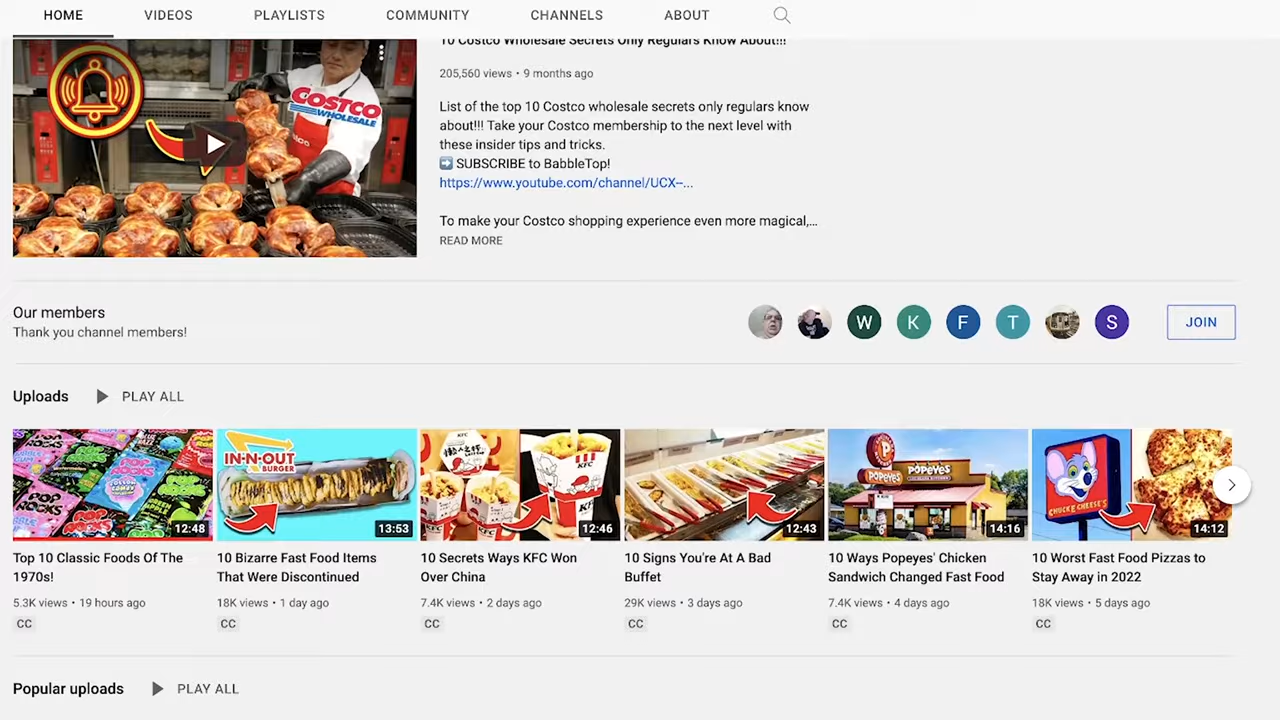 HOME VIDEOS PLAYLISTS COMMUNITY CHANNELS ABOUT
10 Costco Wholesale Secrets Only Regulars Know About!!!
205,560 views • 9 months ago
List of the top 10 Costco wholesale secrets only regulars know
about!!! Take your Costco membership to the next level with
these insider tips and tricks.
➡ SUBSCRIBE to BabbleTop!
https://www.youtube.com/channel/UCX--...
To make your Costco shopping experience even more magical,...
READ MORE
COSTCO
WHOLESALE
Our members
Thank you channel members!
W K F T S
JOIN
Uploads PLAY ALL
POP ROCKS
12:48
IN-N-OUT
BURGER
13:53
KFC
KFC
12:46
12:43
POPEYES
POPEYES
14:16
CHUCK E CHEESE'S
14:12
Top 10 Classic Foods Of The
1970s!
5.3K views • 19 hours ago
CC
10 Bizarre Fast Food Items
That Were Discontinued
18K views • 1 day ago
CC
10 Secrets Ways KFC Won
Over China
7.4K views • 2 days ago
CC
10 Signs You're At A Bad
Buffet
29K views • 3 days ago
CC
10 Ways Popeyes' Chicken
Sandwich Changed Fast Food
7.4K views • 4 days ago
CC
10 Worst Fast Food Pizzas to
Stay Away in 2022
18K views • 5 days ago
CC
Popular uploads PLAY ALL